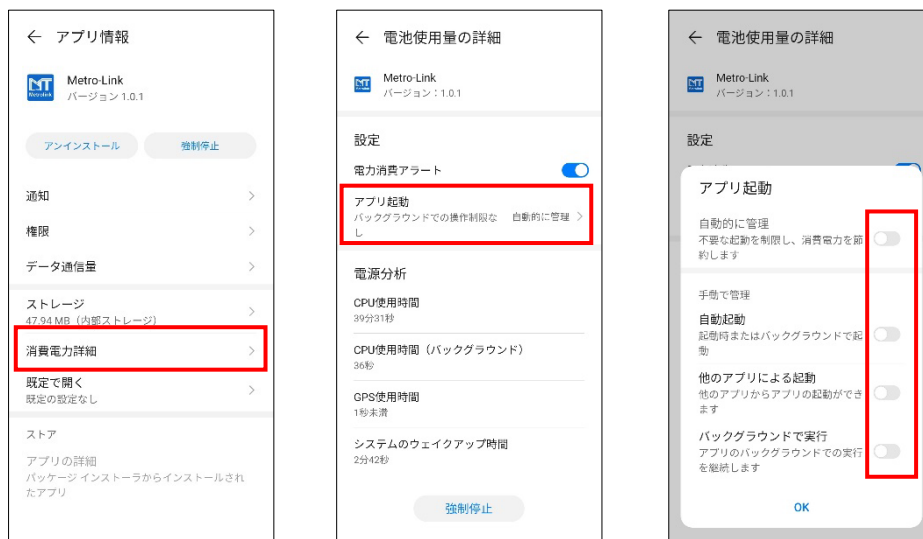 ← アプリ情報
MT
Metrolink
Metro-Link
バージョン 1.0.1
アンインストール
強制停止
通知
権限
データ通信量
ストレージ
47.94 MB（内部ストレージ）
消費電力詳細
既定で開く
既定の設定なし
ストア
アプリの詳細
パッケージ インストーラからインストールされ
たアプリ
← 電池使用量の詳細
MT
Metro-Link
バージョン：1.0.1
設定
電力消費アラート
アプリ起動
バックグラウンドでの操作制限な
し
自動的に管理
電源分析
CPU使用時間
39分31秒
CPU使用時間（バックグラウンド）
36秒
GPS使用時間
1秒未満
システムのウェイクアップ時間
2分42秒
強制停止
← 電池使用量の詳細
MT
Metro-Link
バージョン：1.0.1
設定
アプリ起動
自動的に管理
不要な起動を制限し、消費電力を節
約します
手動で管理
自動起動
起動時またはバックグラウンドで起
動
他のアプリによる起動
他のアプリからアプリの起動ができ
ます
バックグラウンドで実行
アプリのバックグラウンドでの実行
を継続します
OK